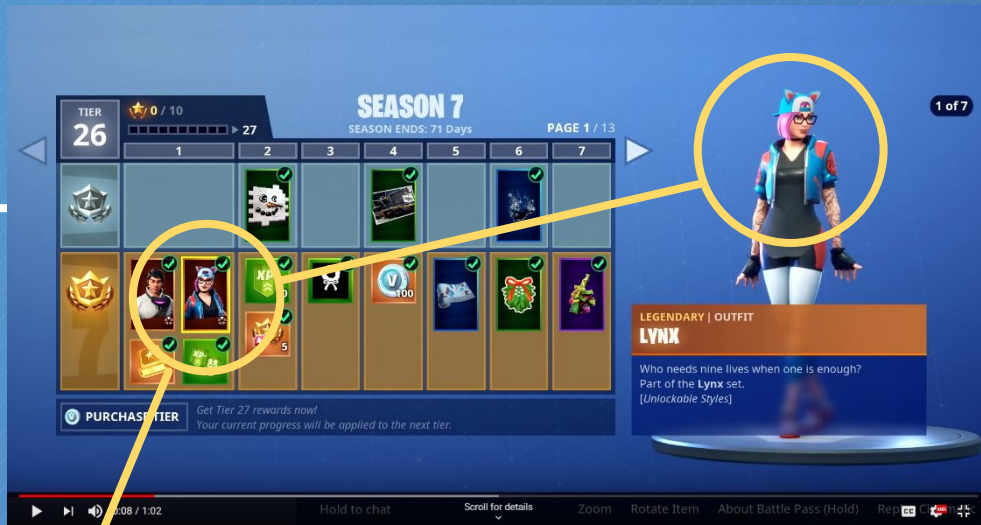 TIER
26
0 / 10
27
SEASON 7
SEASON ENDS: 71 Days
PAGE 1 / 13
1 of 7
1 2 3 4 5 6 7
XP
V
100
5
XP
LEGENDARY | OUTFIT
LYNX
Who needs nine lives when one is enough?
Part of the Lynx set.
[Unlockable Styles]
V PURCHASE TIER
Get Tier 27 rewards now!
Your current progress will be applied to the next tier.
0:08 / 1:02
Hold to chat
Scroll for details
Zoom
Rotate Item
About Battle Pass (Hold)
CC
HD